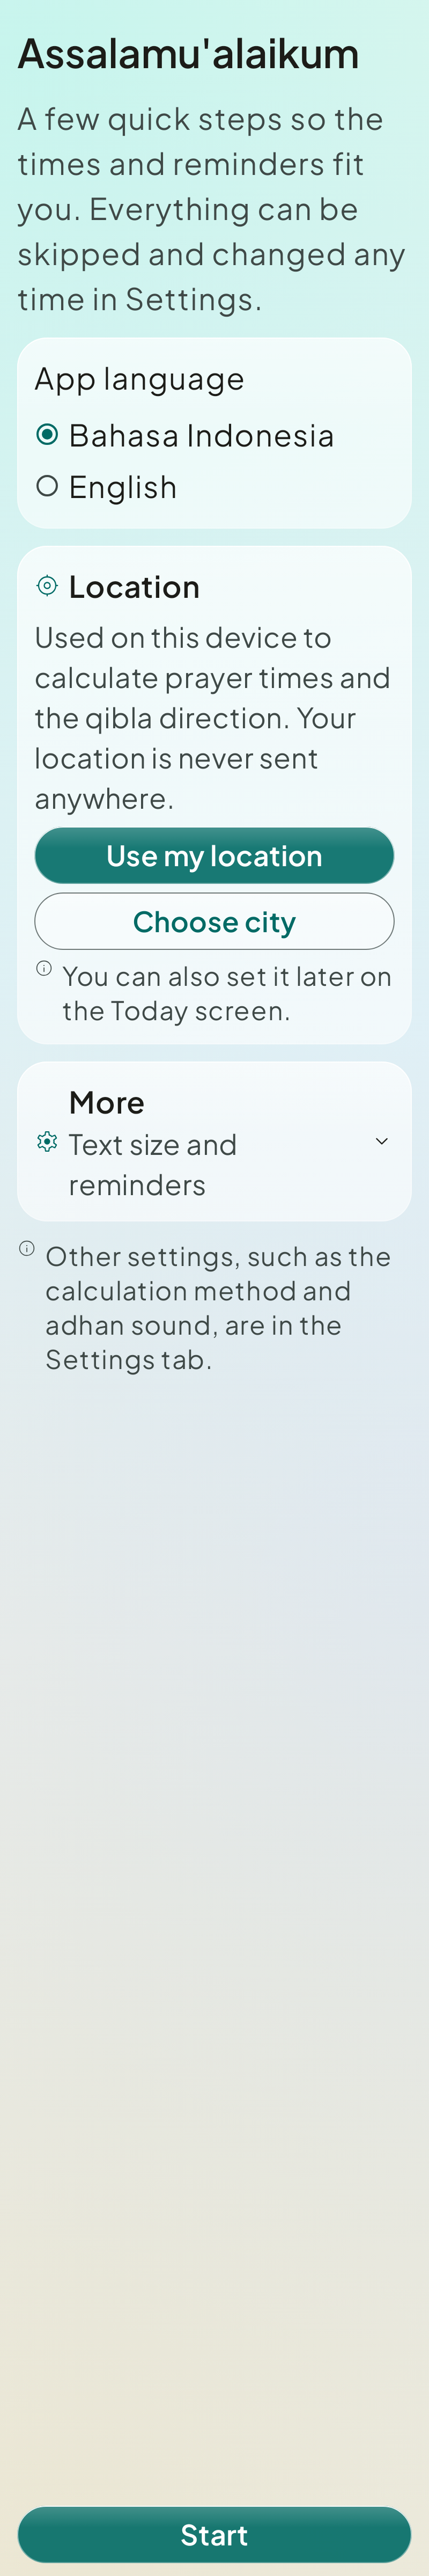 Assalamu'alaikum
A few quick steps so the
times and reminders fit
you. Everything can be
skipped and changed any
time in Settings.
App language
Bahasa Indonesia
English
Location
Used on this device to
calculate prayer times and
the qibla direction. Your
location is never sent
anywhere.
Use my location
Choose city
You can also set it later on
the Today screen.
More
Text size and
reminders
Other settings, such as the
calculation method and
adhan sound, are in the
Settings tab.
Start